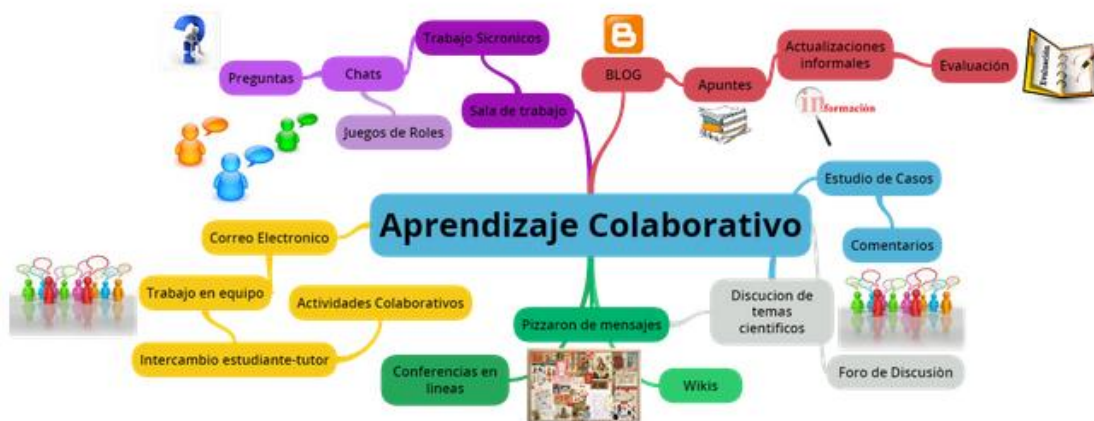 Trabajo Sicronicos
Chats
Preguntas
Juegos de Roles
Sala de trabajo
BLOG
Apuntes
Actualizaciones
informales
Evaluación
Evaluación
información
Aprendizaje Colaborativo
Estudio de Casos
Comentarios
Correo Electronico
Trabajo en equipo
Actividades Colaborativos
Intercambio estudiante-tutor
Pizzaron de mensajes
Discucion de
temas
cientificos
Conferencias en
lineas
Wikis
Foro de Discusiòn